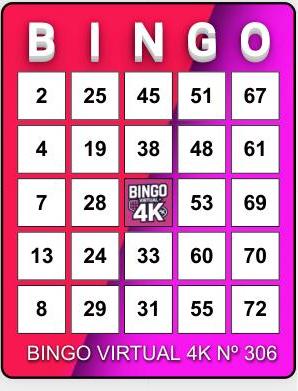 B I N G O
2 25 45 51 67
4 19 38 48 61
7 28 BINGO VIRTUAL 4K 53 69
13 24 33 60 70
8 29 31 55 72
BINGO VIRTUAL 4K Nº 306